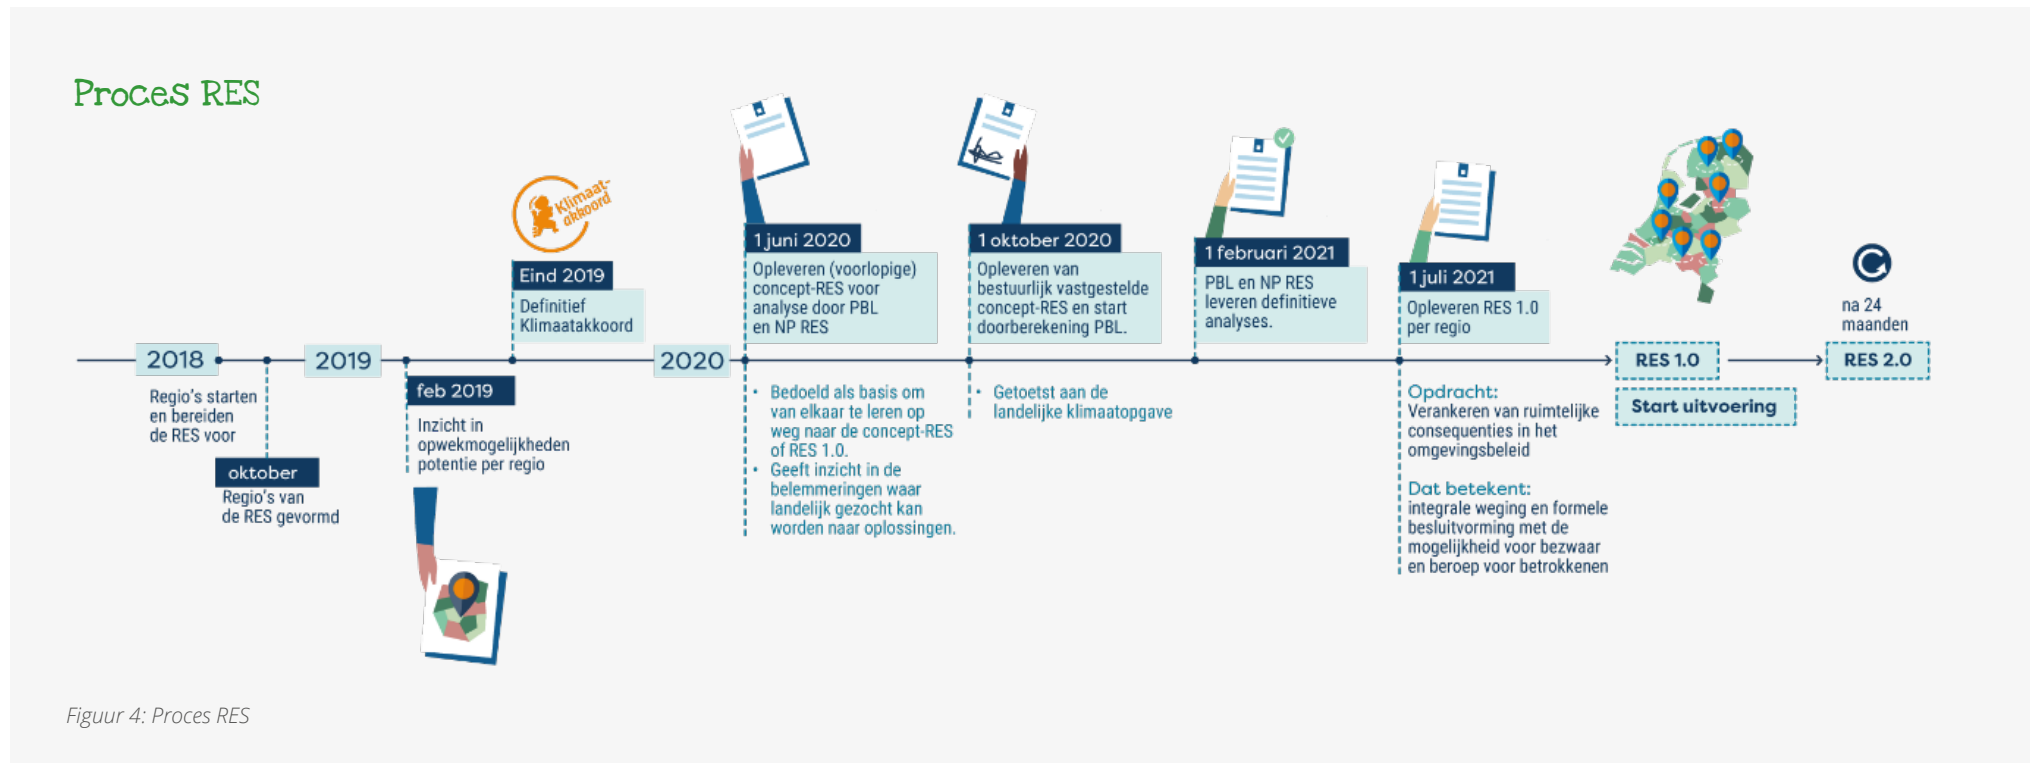 Proces RES
2018
Regio's starten
en bereiden
de RES voor
oktober
Regio's van
de RES gevormd
2019
feb 2019
Inzicht in
opwekmogelijkheden
potentie per regio
Klimaat-
akkoord
Eind 2019
Definitief
Klimaatakkoord
2020
1 juni 2020
Opleveren (voorlopige)
concept-RES voor
analyse door PBL
en NP RES
• Bedoeld als basis om
van elkaar te leren op
weg naar de concept-RES
of RES 1.0.
• Geeft inzicht in de
belemmeringen waar
landelijk gezocht kan
worden naar oplossingen.
1 oktober 2020
Opleveren van
bestuurlijk vastgestelde
concept-RES en start
doorberekening PBL.
• Getoetst aan de
landelijke klimaatopgave
1 februari 2021
PBL en NP RES
leveren definitieve
analyses.
1 juli 2021
Opleveren RES 1.0
per regio
Opdracht:
Verankeren van ruimtelijke
consequenties in het
omgevingsbeleid
Dat betekent:
integrale weging en formele
besluitvorming met de
mogelijkheid voor bezwaar
en beroep voor betrokkenen
RES 1.0
Start uitvoering
na 24
maanden
RES 2.0
Figuur 4: Proces RES